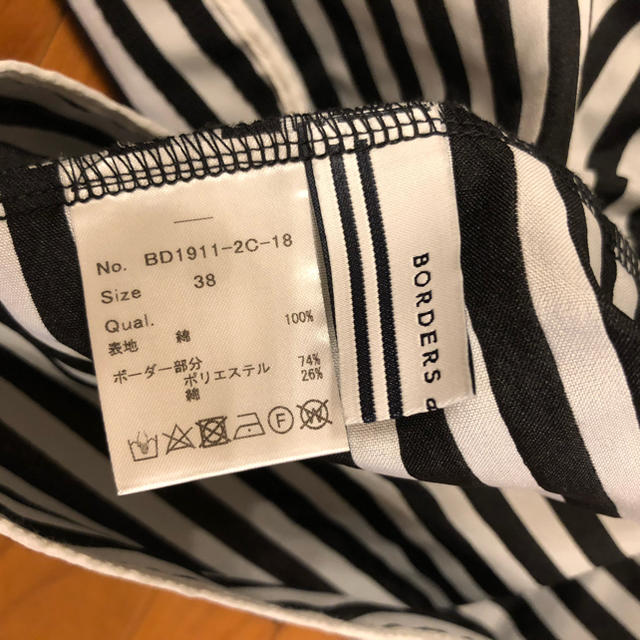 No. BD1911-2C-18
Size 38
Qual.
表地 綿 100%
ボーダー部分
ポリエステル 74%
綿 26%
F
W
BORDERS